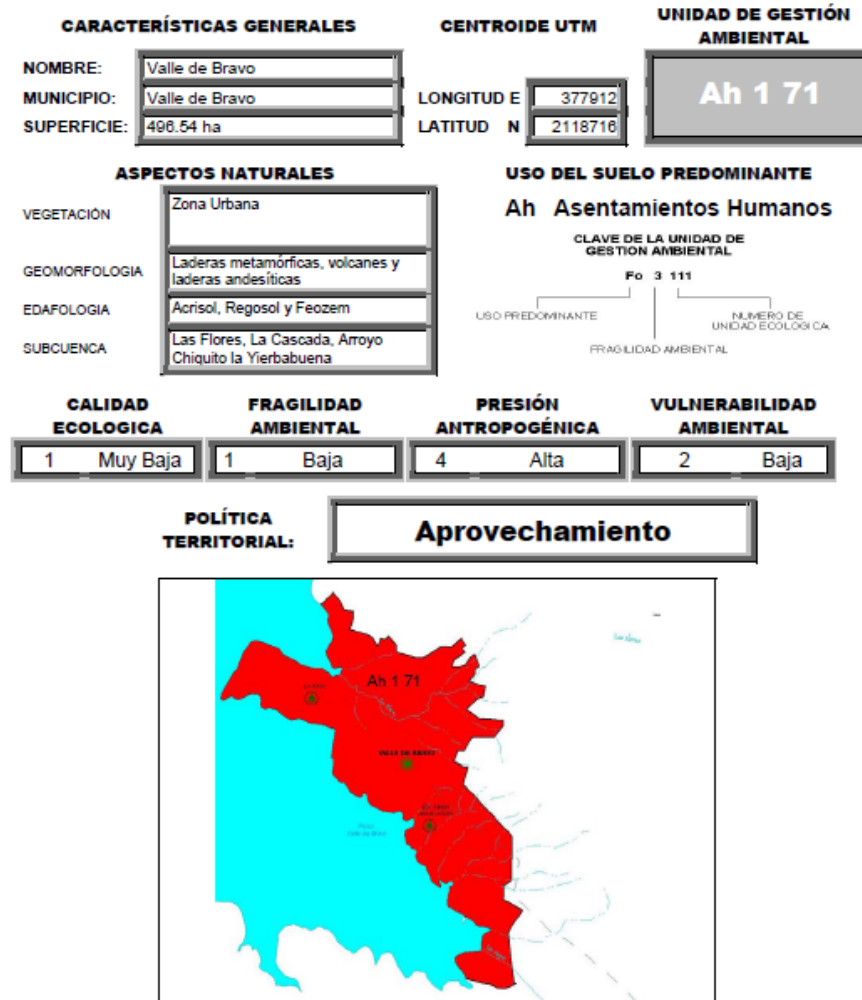 CARACTERÍSTICAS GENERALES
CENTROIDE UTM
UNIDAD DE GESTIÓN
AMBIENTAL
NOMBRE: Valle de Bravo
MUNICIPIO: Valle de Bravo
SUPERFICIE: 496.54 ha
LONGITUD E 377912
LATITUD N 2118716
Ah 1 71
ASPECTOS NATURALES
VEGETACIÓN Zona Urbana
GEOMORFOLOGIA Laderas metamórficas, volcanes y
laderas andesíticas
EDAFOLOGIA Acrisol, Regosol y Feozem
SUBCUENCA Las Flores, La Cascada, Arroyo
Chiquito la Yierbabuena
USO DEL SUELO PREDOMINANTE
Ah Asentamientos Humanos
CLAVE DE LA UNIDAD DE
GESTION AMBIENTAL
Fo 3 111
USO PREDOMINANTE
NUMERO DE
UNIDAD ECOLOGICA
FRAGILIDAD AMBIENTAL
CALIDAD
ECOLOGICA
1 Muy Baja
FRAGILIDAD
AMBIENTAL
1 Baja
PRESIÓN
ANTROPOGÉNICA
4 Alta
VULNERABILIDAD
AMBIENTAL
2 Baja
POLÍTICA
TERRITORIAL:
Aprovechamiento
Ah 1 71
VALLE DE BRAVO